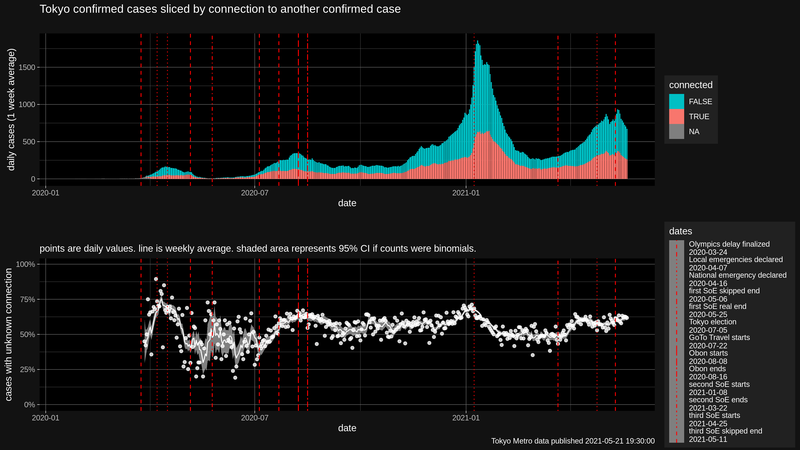 Tokyo confirmed cases sliced by connection to another confirmed case
daily cases (1 week average)
1500
1000
500
0
2020-01
2020-07
2021-01
date
connected
FALSE
TRUE
NA
points are daily values. line is weekly average. shaded area represents 95% CI if counts were binomials.
cases with unknown connection
100%
75%
50%
25%
0%
2020-01
2020-07
2021-01
date
dates
Olympics delay finalized
2020-03-24
Local emergencies declared
2020-04-07
National emergency declared
2020-04-16
first SoE skipped end
2020-05-06
first SoE real end
2020-05-25
Tokyo election
2020-07-05
GoTo Travel starts
2020-07-22
Obon starts
2020-08-08
Obon ends
2020-08-16
second SoE starts
2021-01-08
second SoE ends
2021-03-22
third SoE starts
2021-04-25
third SoE skipped end
2021-05-11
Tokyo Metro data published 2021-05-21 19:30:00